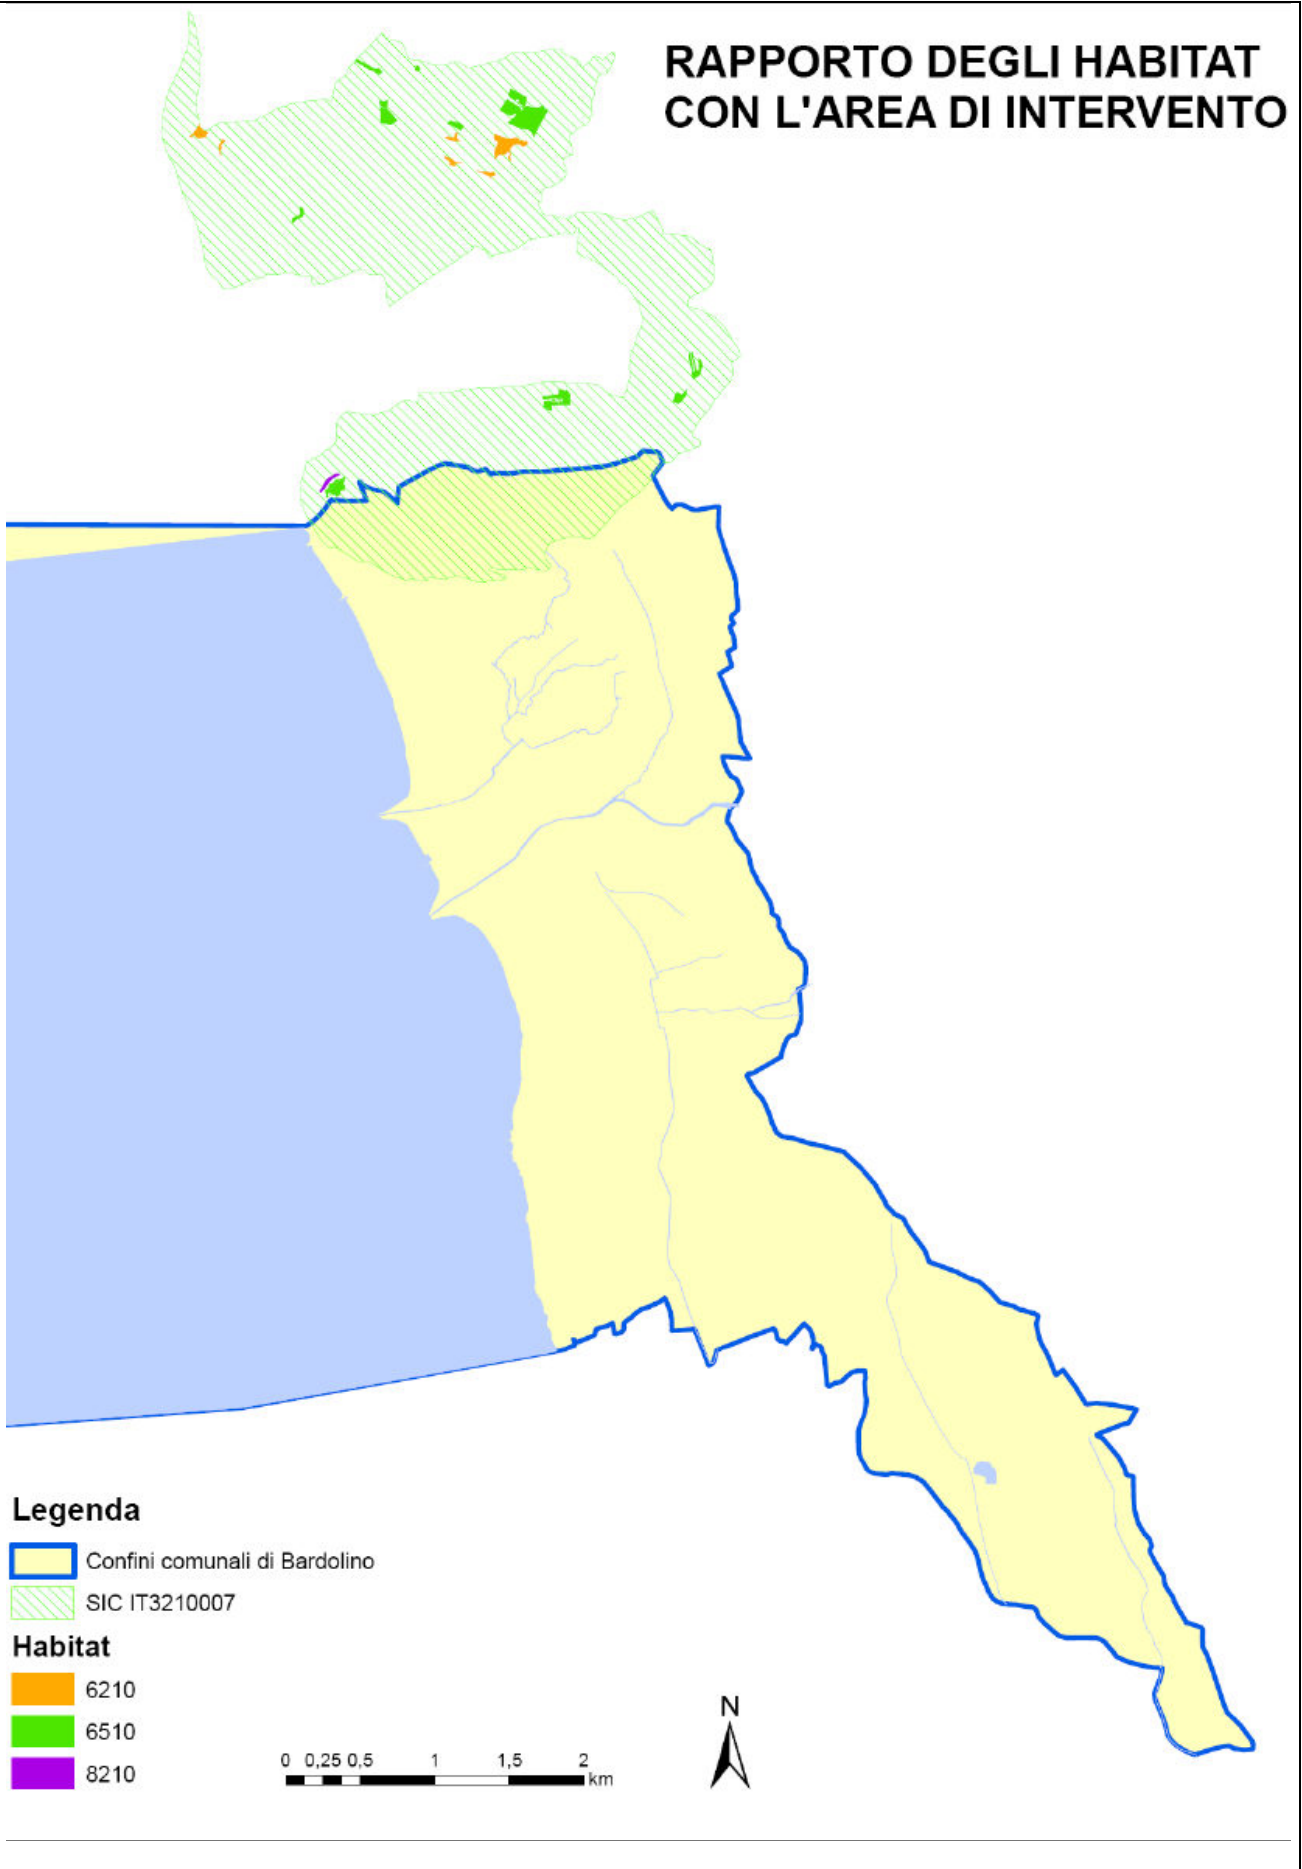 RAPPORTO DEGLI HABITAT
CON L'AREA DI INTERVENTO
Legenda
Confini comunali di Bardolino
SIC IT3210007
Habitat
6210
6510
8210
0 0,25 0,5 1 1,5 2
km
N